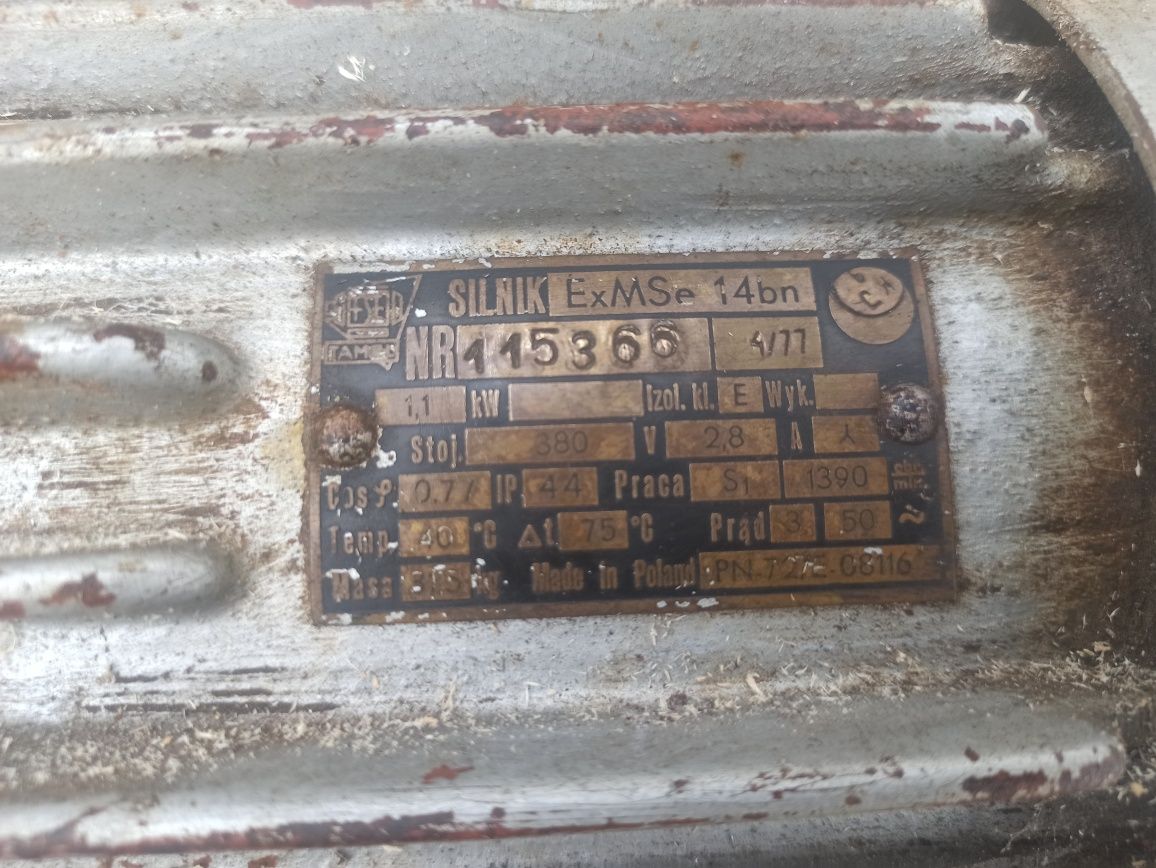 SILNIK ExMSe 14bn
NR 115366 4/77
1,1 kW Izol. kl. E Wyk.
Stoj. 380 V 2,8 A
Cos φ. 0,77 IP. 44 Praca S1 1390 obr/min.
Temp. 40 °C Δt 75 °C Prąd 3 50 ~
Masa kg. Made in Poland PN-72/E-08116